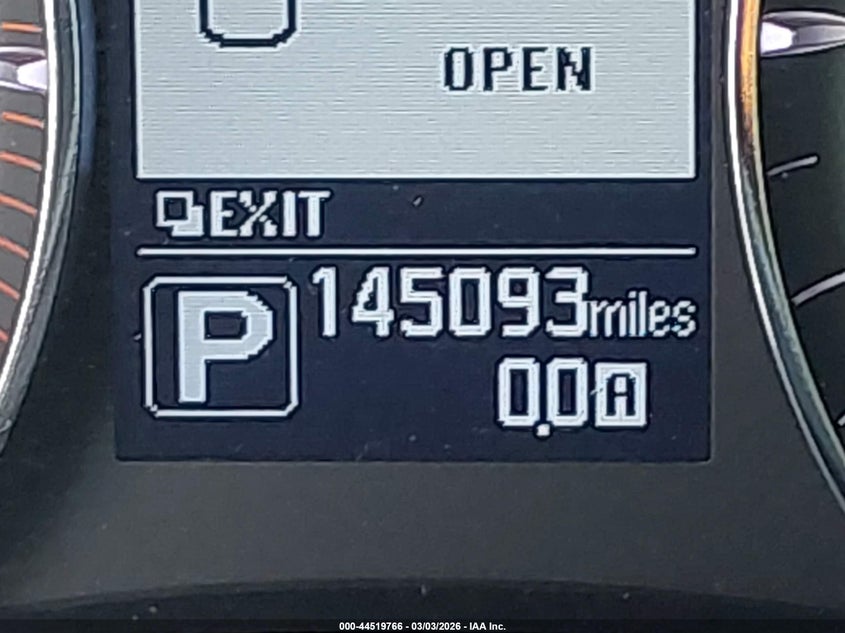 OPEN
EXIT
P
145093miles
0.0A
000-44519766 - 03/03/2026 - IAA Inc.